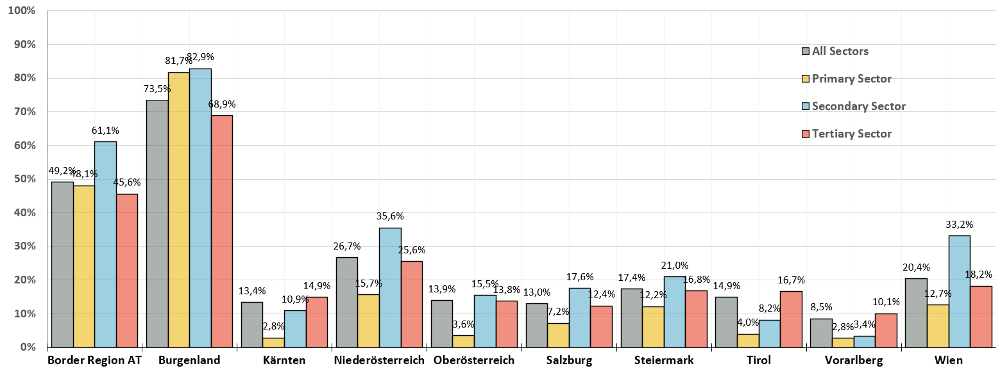 100%
90%
80%
70%
60%
50%
40%
30%
20%
10%
0%
All Sectors
Primary Sector
Secondary Sector
Tertiary Sector
49,2% 48,1% 61,1% 45,6%
73,5% 81,7% 82,9% 68,9%
13,4% 2,8% 10,9% 14,9%
26,7% 15,7% 35,6% 25,6%
13,9% 3,6% 15,5% 13,8%
13,0% 7,2% 17,6% 12,4%
17,4% 12,2% 21,0% 16,8%
14,9% 4,0% 8,2% 16,7%
8,5% 2,8% 3,4% 10,1%
20,4% 12,7% 33,2% 18,2%
Border Region AT Burgenland Kärnten Niederösterreich Oberösterreich Salzburg Steiermark Tirol Vorarlberg Wien